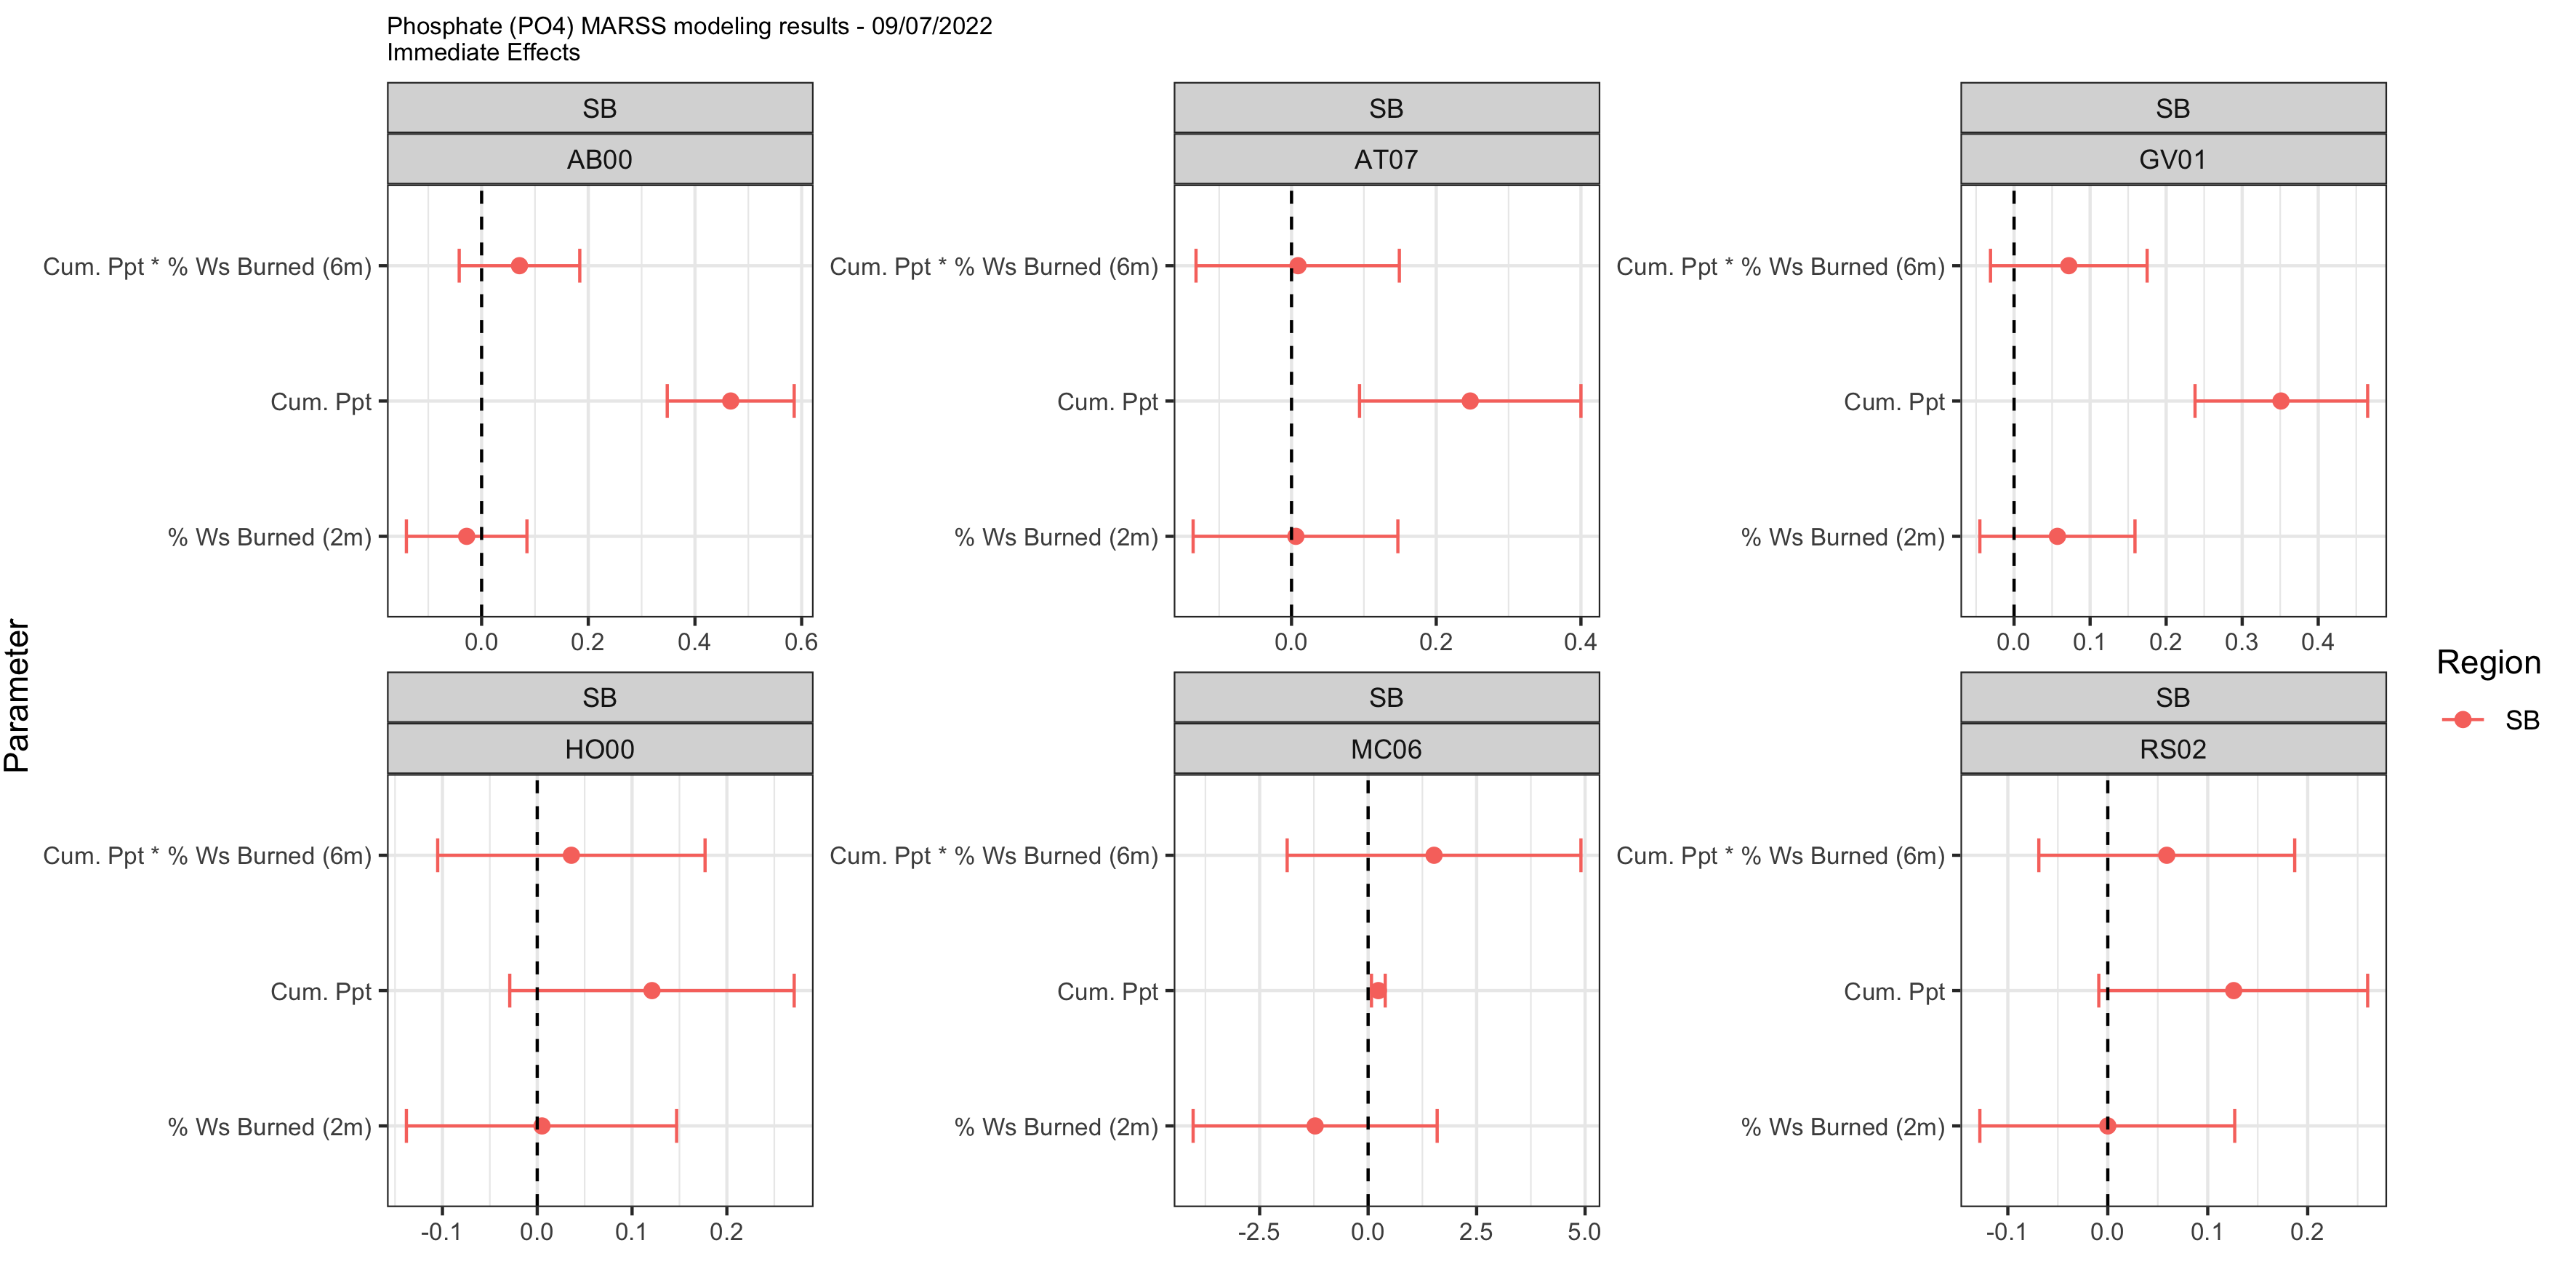 Phosphate (PO4) MARSS modeling results - 09/07/2022
Immediate Effects
Parameter
SB
AB00
Cum. Ppt * % Ws Burned (6m)
Cum. Ppt
% Ws Burned (2m)
0.0 0.2 0.4 0.6
SB
AT07
Cum. Ppt * % Ws Burned (6m)
Cum. Ppt
% Ws Burned (2m)
0.0 0.2 0.4
SB
GV01
Cum. Ppt * % Ws Burned (6m)
Cum. Ppt
% Ws Burned (2m)
0.0 0.1 0.2 0.3 0.4
SB
HO00
Cum. Ppt * % Ws Burned (6m)
Cum. Ppt
% Ws Burned (2m)
-0.1 0.0 0.1 0.2
SB
MC06
Cum. Ppt * % Ws Burned (6m)
Cum. Ppt
% Ws Burned (2m)
-2.5 0.0 2.5 5.0
SB
RS02
Cum. Ppt * % Ws Burned (6m)
Cum. Ppt
% Ws Burned (2m)
-0.1 0.0 0.1 0.2
Region
SB